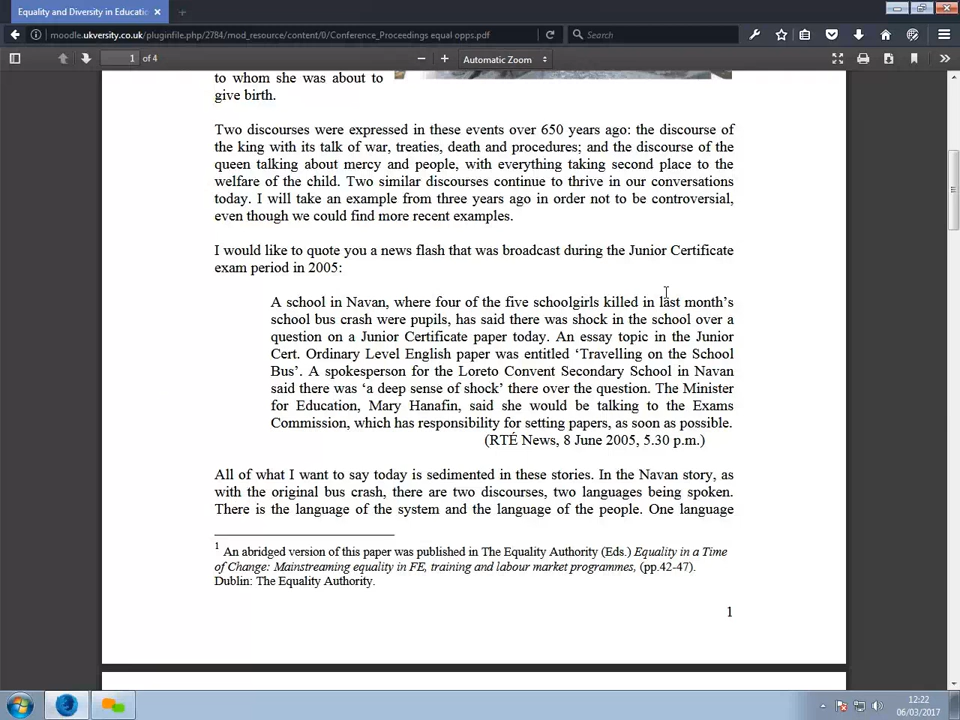 Equality and Diversity in Educati
moodle.ukversity.co.uk/pluginfile.php/2784/mod_resource/content/0/Conference_Proceedings equal opps.pdf
Search
1 of 4
Automatic Zoom
to whom she was about to
give birth.
Two discourses were expressed in these events over 650 years ago: the discourse of
the king with its talk of war, treaties, death and procedures; and the discourse of the
queen talking about mercy and people, with everything taking second place to the
welfare of the child. Two similar discourses continue to thrive in our conversations
today. I will take an example from three years ago in order not to be controversial,
even though we could find more recent examples.
I would like to quote you a news flash that was broadcast during the Junior Certificate
exam period in 2005:
A school in Navan, where four of the five schoolgirls killed in last month's
school bus crash were pupils, has said there was shock in the school over a
question on a Junior Certificate paper today. An essay topic in the Junior
Cert. Ordinary Level English paper was entitled ‘Travelling on the School
Bus’. A spokesperson for the Loreto Convent Secondary School in Navan
said there was ‘a deep sense of shock’ there over the question. The Minister
for Education, Mary Hanafin, said she would be talking to the Exams
Commission, which has responsibility for setting papers, as soon as possible.
(RTÉ News, 8 June 2005, 5.30 p.m.)
All of what I want to say today is sedimented in these stories. In the Navan story, as
with the original bus crash, there are two discourses, two languages being spoken.
There is the language of the system and the language of the people. One language
1 An abridged version of this paper was published in The Equality Authority (Eds.) Equality in a Time
of Change: Mainstreaming equality in FE, training and labour market programmes, (pp.42-47).
Dublin: The Equality Authority.
1
12:22
06/03/2017